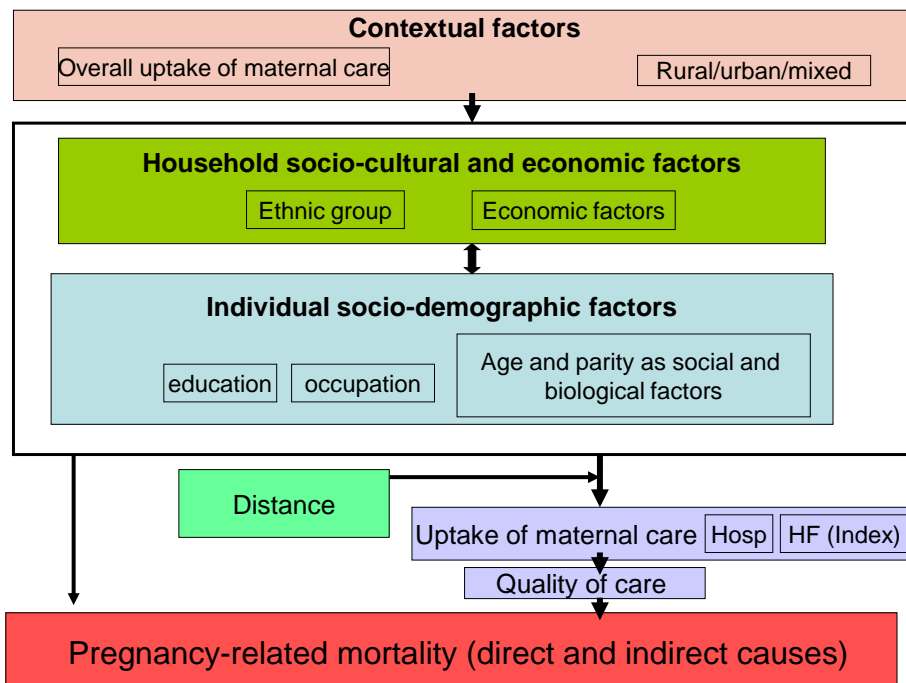 Contextual factors
Overall uptake of maternal care
Rural/urban/mixed
Household socio-cultural and economic factors
Ethnic group
Economic factors
Individual socio-demographic factors
education
occupation
Age and parity as social and
biological factors
Distance
Uptake of maternal care
Hosp
HF (Index)
Quality of care
Pregnancy-related mortality (direct and indirect causes)